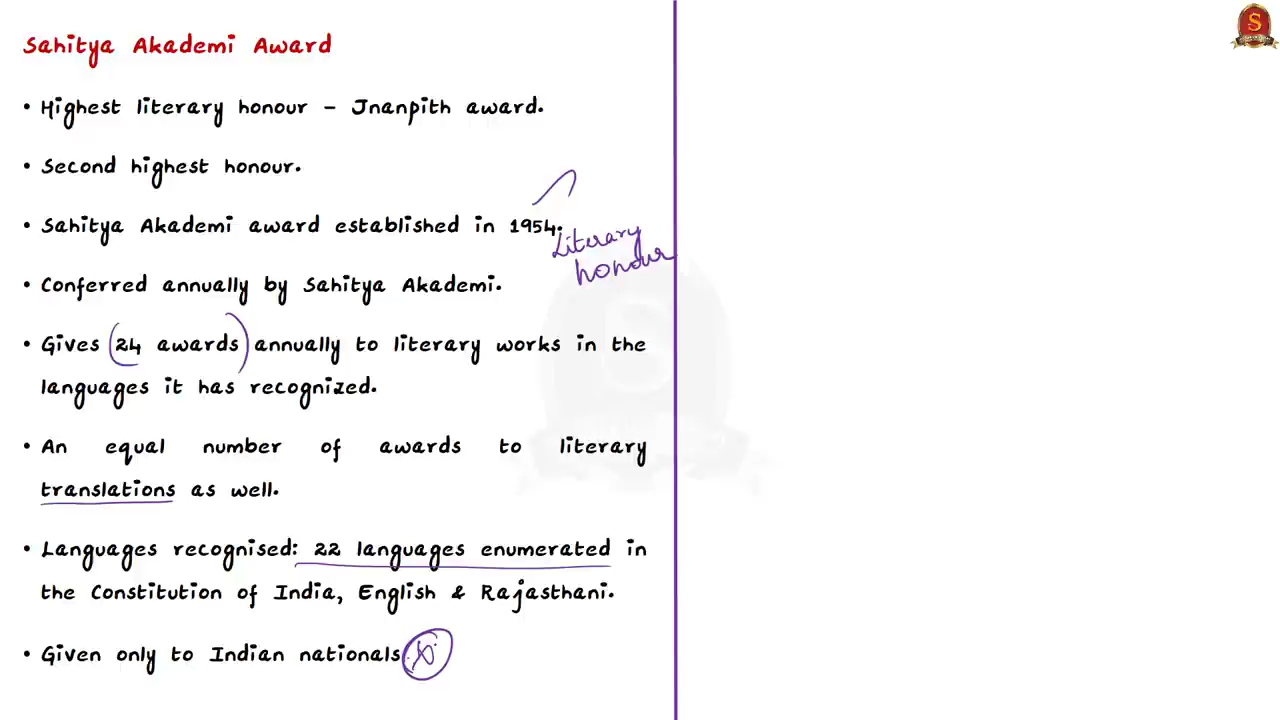 Sahitya Akademi Award
• Highest literary honour – Jnanpith award.
• Second highest honour.
• Sahitya Akademi award established in 1954.
Literary
honour
• Conferred annually by Sahitya Akademi.
• Gives (24 awards) annually to literary works in the
languages it has recognized.
• An equal number of awards to literary
translations as well.
• Languages recognised: 22 languages enumerated in
the Constitution of India, English & Rajasthani.
• Given only to Indian nationals
S